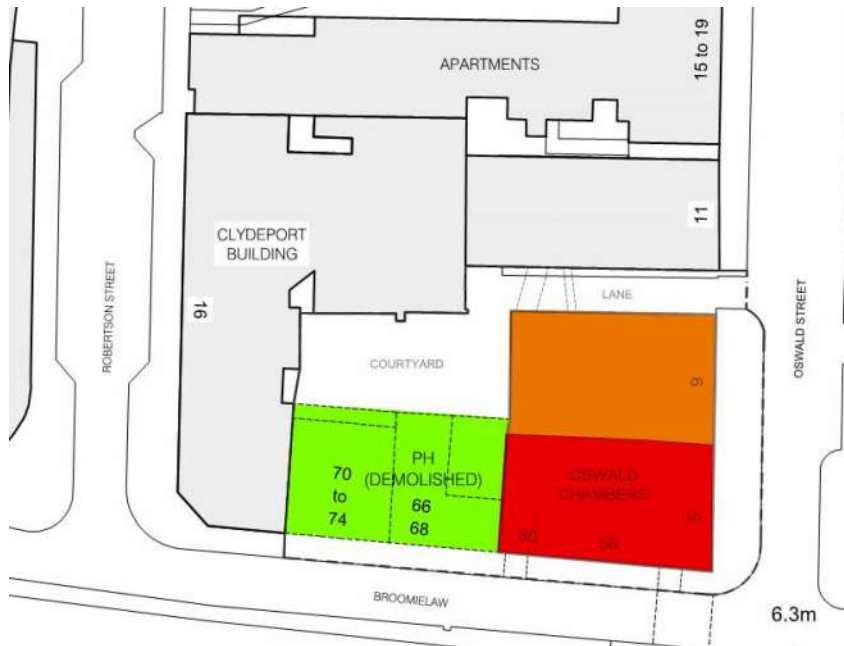 APARTMENTS
15 to 19
CLYDEPORT
BUILDING
11
16
LANE
ROBERTSON STREET
OSWALD STREET
COURTYARD
9
PH
(DEMOLISHED)
70
to
74
66
68
OSWALD
CHAMBERS
5
60
56
BROOMIELAW
6.3m